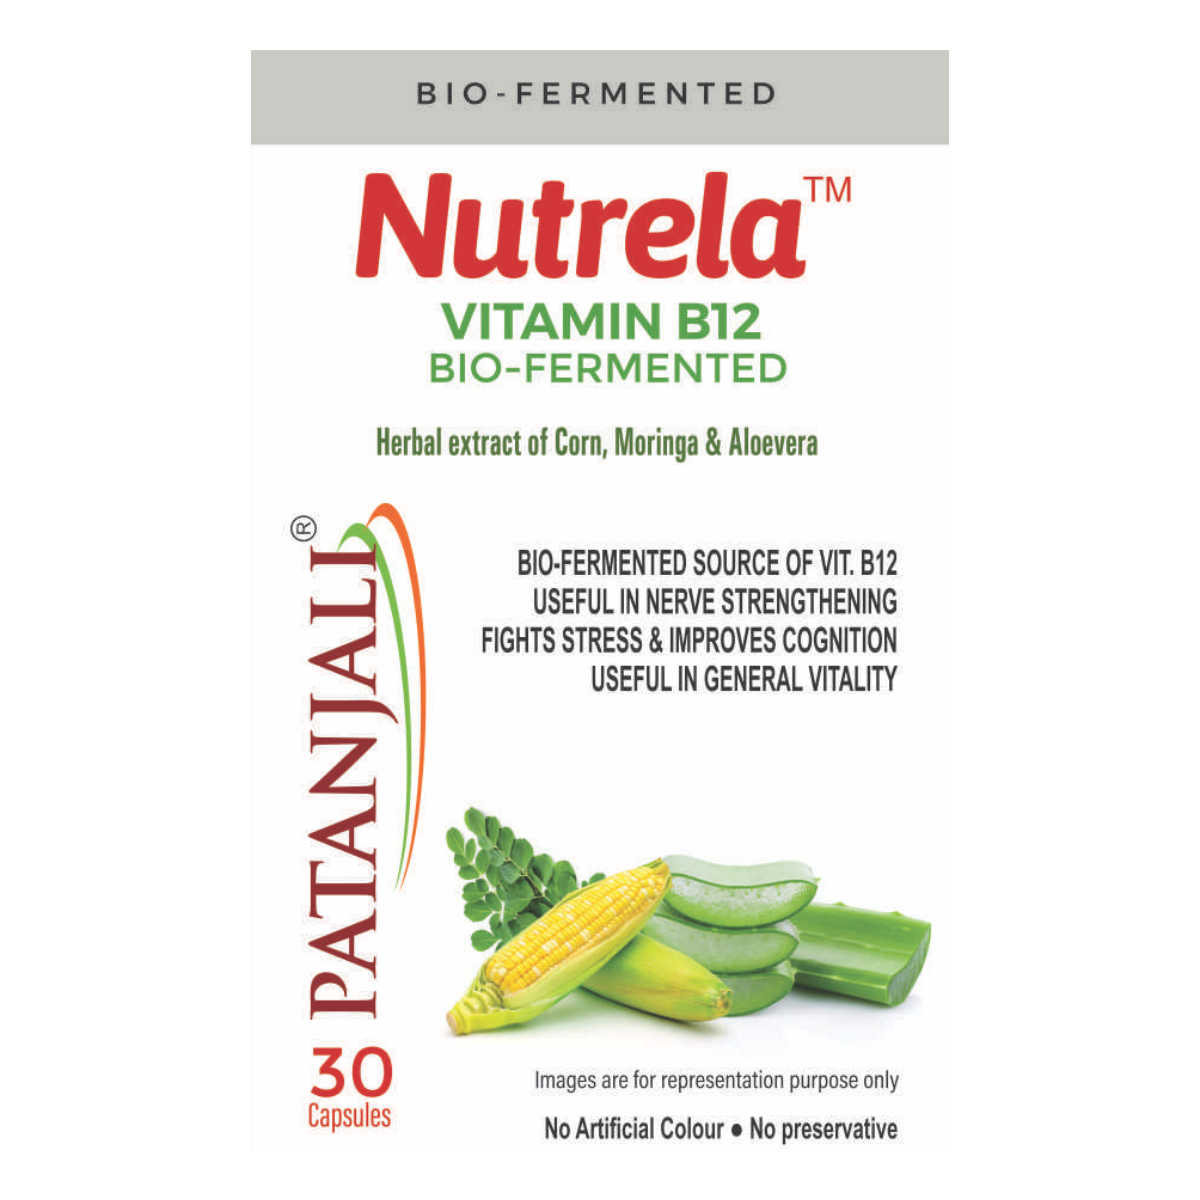 BIO-FERMENTED
Nutrela™
VITAMIN B12
BIO-FERMENTED
Herbal extract of Corn, Moringa & Aloevera
PATANJALI®
BIO-FERMENTED SOURCE OF VIT. B12
USEFUL IN NERVE STRENGTHENING
FIGHTS STRESS & IMPROVES COGNITION
USEFUL IN GENERAL VITALITY
30
Capsules
Images are for representation purpose only
No Artificial Colour ● No preservative